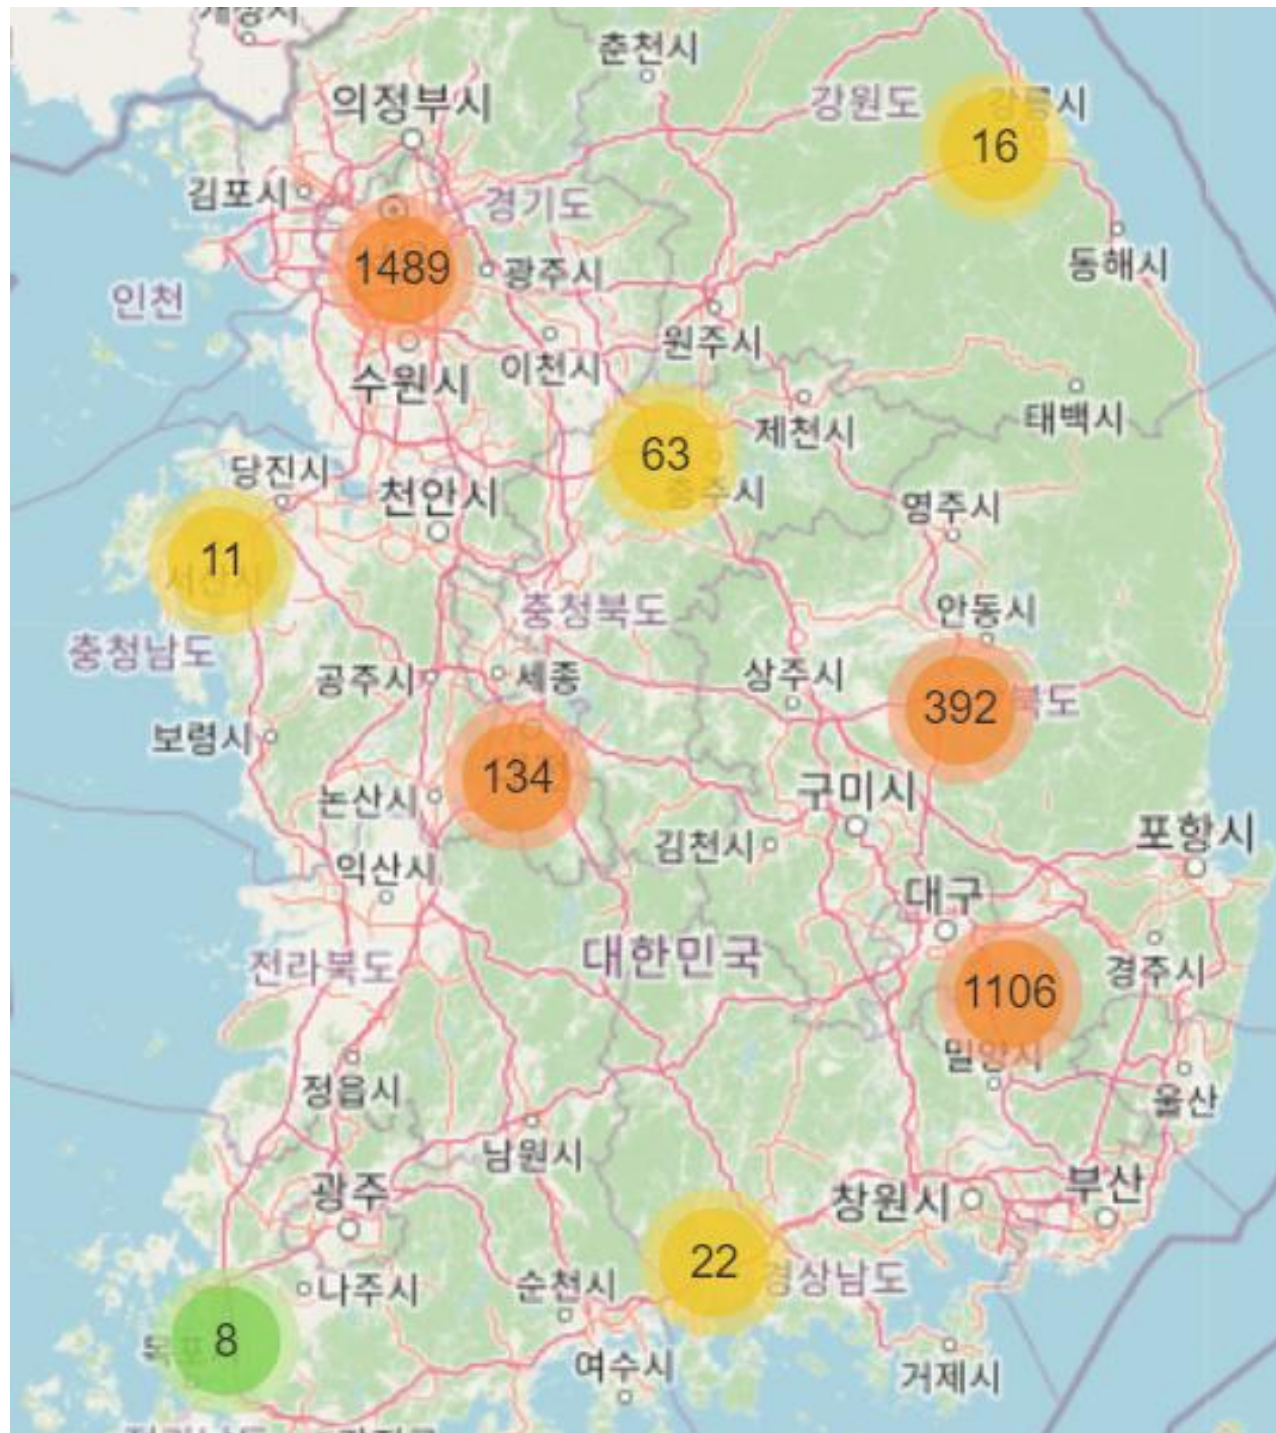 춘천시
의정부시
강원도
16
김포시
경기도
1489
광주시
동해시
인천
원주시
이천시
수원시
태백시
제천시
63
당진시
천안시
영주시
11
충청북도
안동시
충청남도
공주시
세종
상주시
392
북도
보령시
134
구미시
논산시
포항시
김천시
익산시
대구
대한민국
전라북도
경주시
1106
밀양시
정읍시
울산
남원시
광주
부산
창원시
22
경상남도
나주시
순천시
8
여수시
거제시